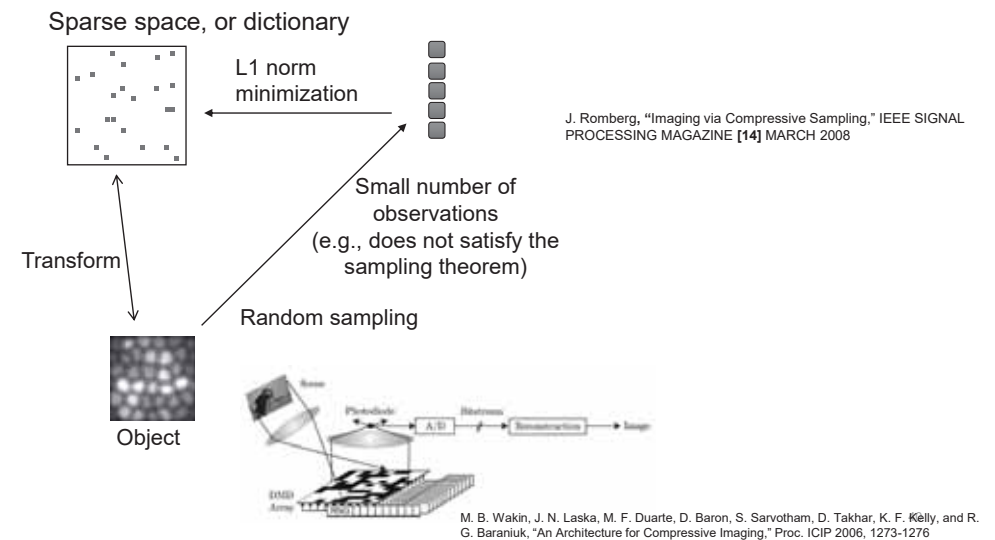 Sparse space, or dictionary
L1 norm
minimization
J. Romberg, “Imaging via Compressive Sampling,” IEEE SIGNAL
PROCESSING MAGAZINE [14] MARCH 2008
Small number of
observations
(e.g., does not satisfy the
sampling theorem)
Transform
Random sampling
Object
Scene
Photodiode
A/D
Bitstream
Reconstruction
Image
DMD
Array
M. B. Wakin, J. N. Laska, M. F. Duarte, D. Baron, S. Sarvotham, D. Takhar, K. F. Kelly, and R.
G. Baraniuk, “An Architecture for Compressive Imaging,” Proc. ICIP 2006, 1273-1276